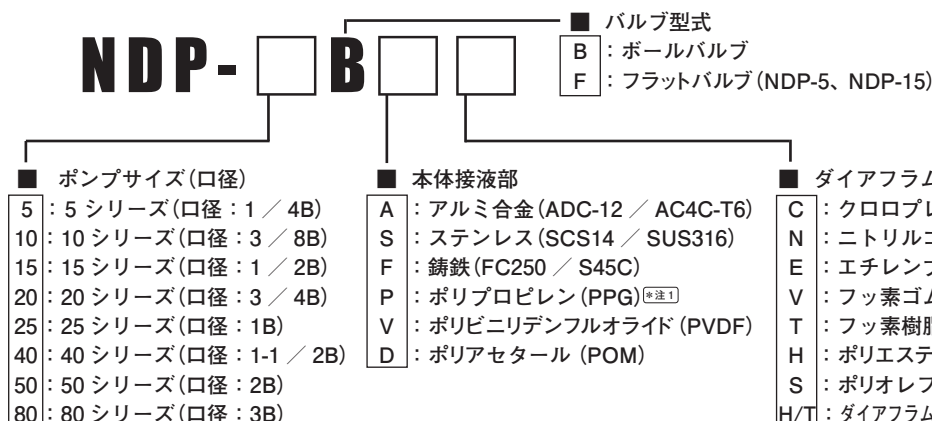 NDP-□B□□
■ バルブ型式
B：ボールバルブ
F：フラットバルブ(NDP-5、NDP-15)
■ ポンプサイズ(口径)
5：5 シリーズ(口径：1 ／ 4B)
10：10 シリーズ(口径：3 ／ 8B)
15：15 シリーズ(口径：1 ／ 2B)
20：20 シリーズ(口径：3 ／ 4B)
25：25 シリーズ(口径：1B)
40：40 シリーズ(口径：1-1 ／ 2B)
50：50 シリーズ(口径：2B)
80：80 シリーズ(口径：3B)
■ 本体接液部
A：アルミ合金(ADC-12 ／ AC4C-T6)
S：ステンレス(SCS14 ／ SUS316)
F：鋳鉄(FC250 ／ S45C)
P：ポリプロピレン(PPG)*注1
V：ポリビニリデンフルオライド(PVDF)
D：ポリアセタール (POM)
■ ダイアフラム
C：クロロプレ
N：ニトリルゴ
E：エチレンプ
V：フッ素ゴム
T：フッ素樹脂
H：ポリエステ
S：ポリオレフ
H/T：ダイアフラム